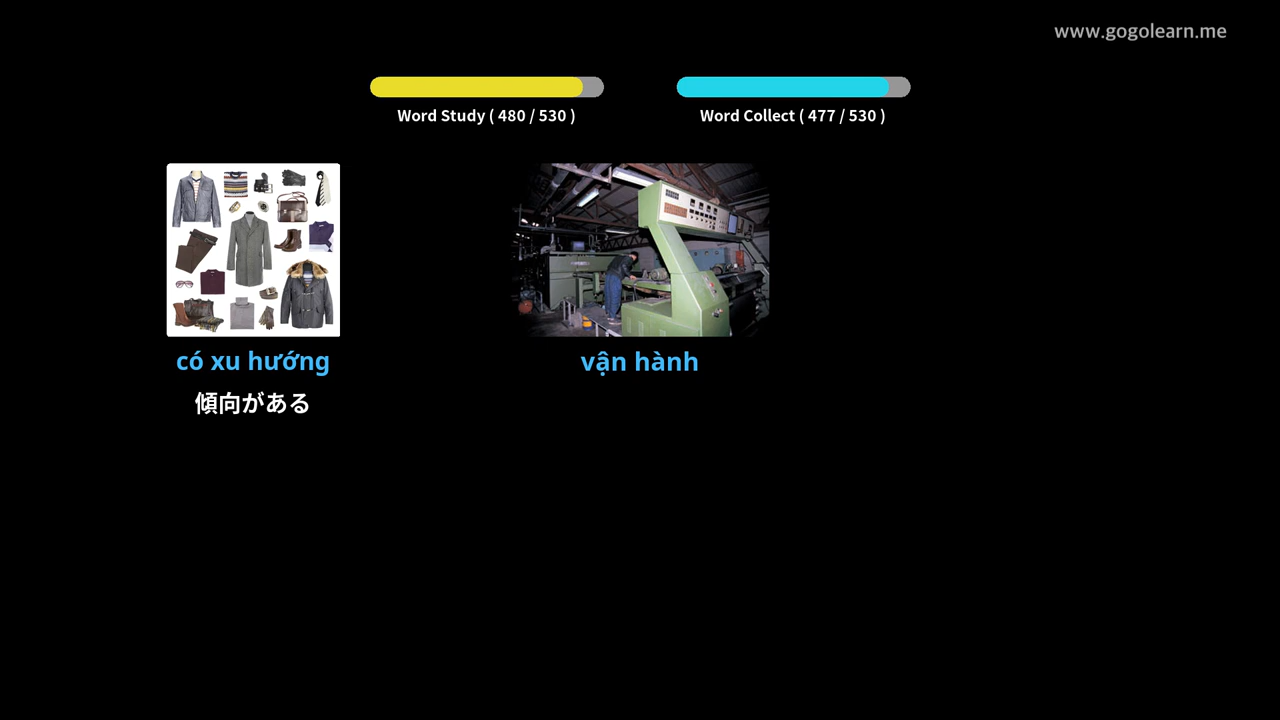 www.gogolearn.me
Word Study ( 480 / 530 )
Word Collect ( 477 / 530 )
có xu hướng
傾向がある
vận hành